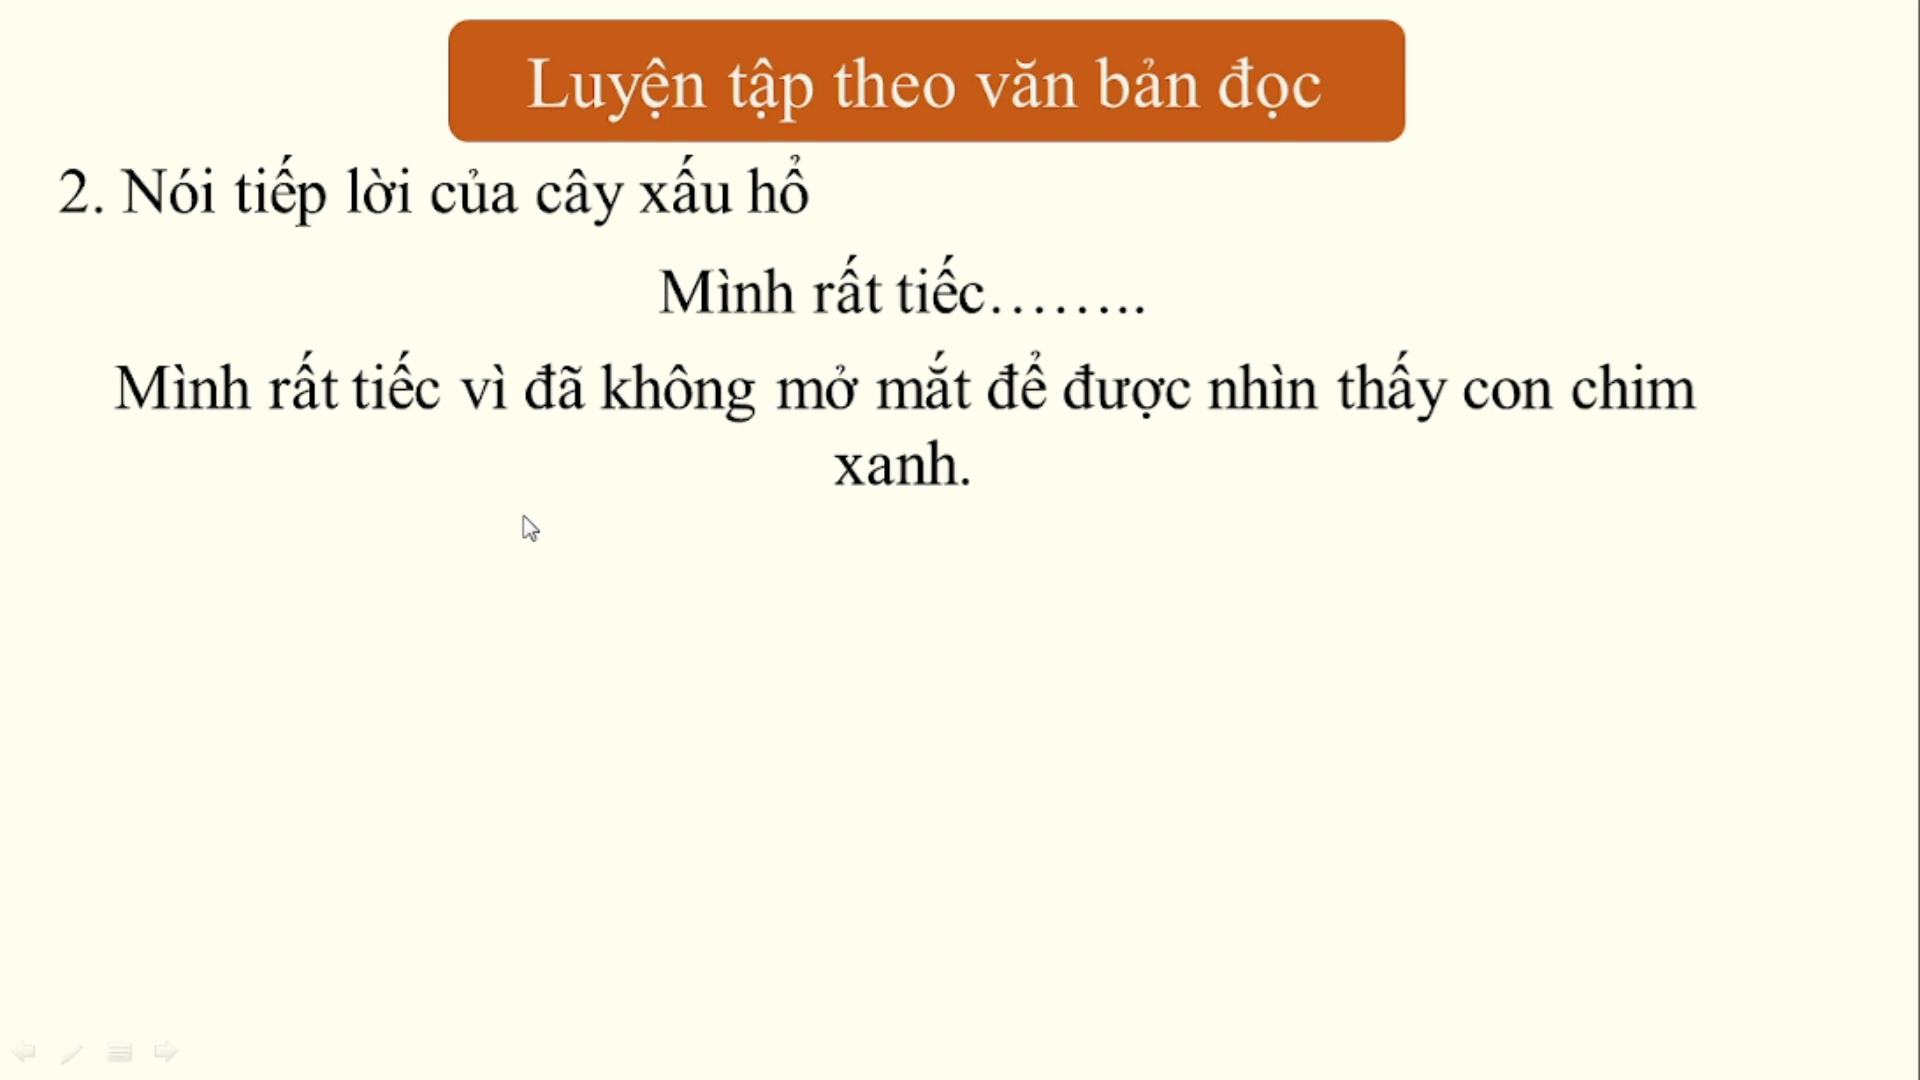 Luyện tập theo văn bản đọc
2. Nói tiếp lời của cây xấu hổ
Mình rất tiếc........
Mình rất tiếc vì đã không mở mắt để được nhìn thấy con chim
xanh.